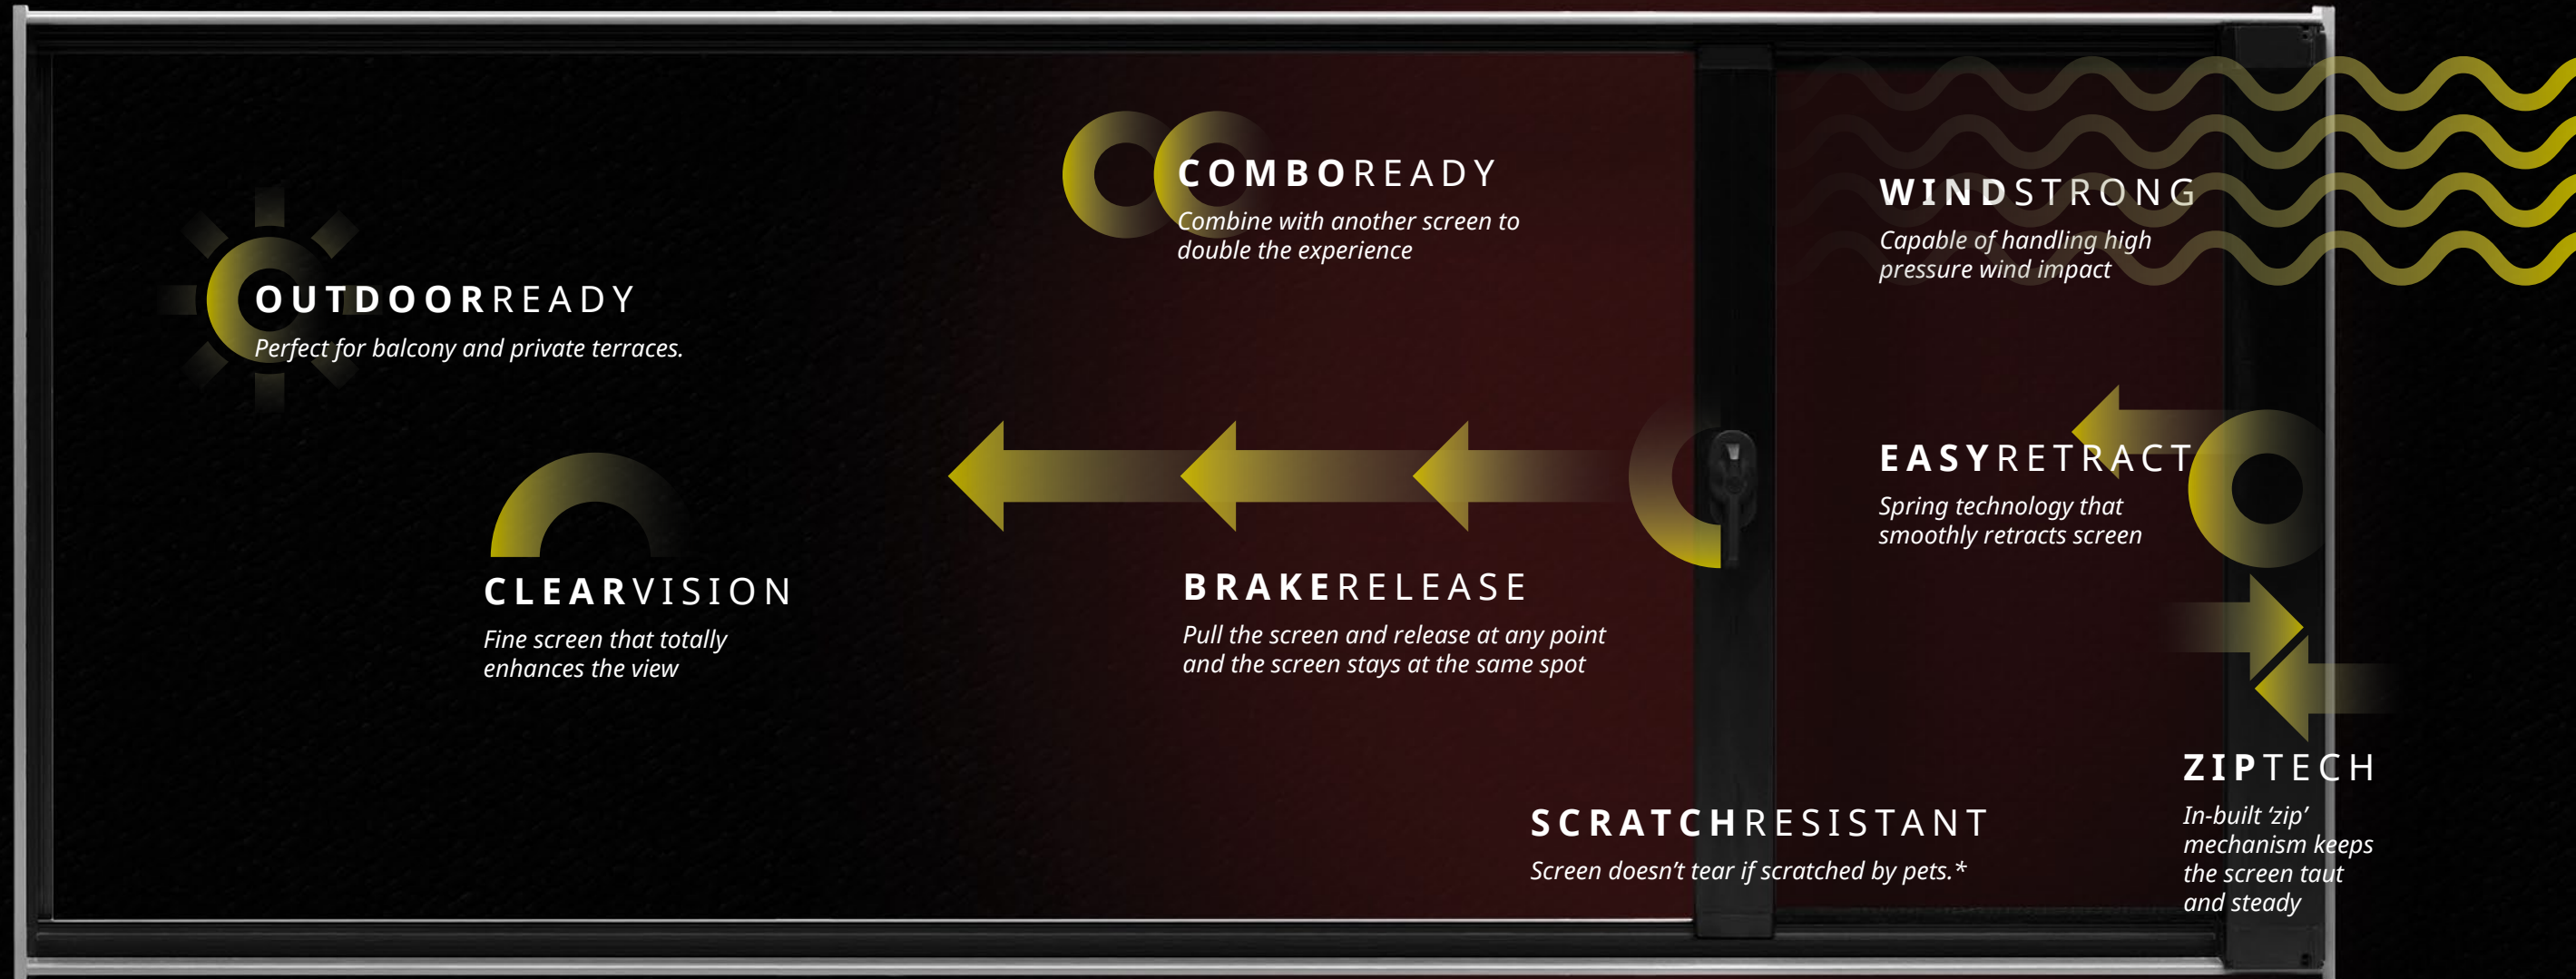 OUTDOORREADY
Perfect for balcony and private terraces.
CLEARVISION
Fine screen that totally
enhances the view
COMBOREADY
Combine with another screen to
double the experience
BRAKERELEASE
Pull the screen and release at any point
and the screen stays at the same spot
SCRATCHRESISTANT
Screen doesn’t tear if scratched by pets.*
WINDSTRONG
Capable of handling high
pressure wind impact
EASYRETRACT
Spring technology that
smoothly retracts screen
ZIPTECH
In-built ‘zip’
mechanism keeps
the screen taut
and steady